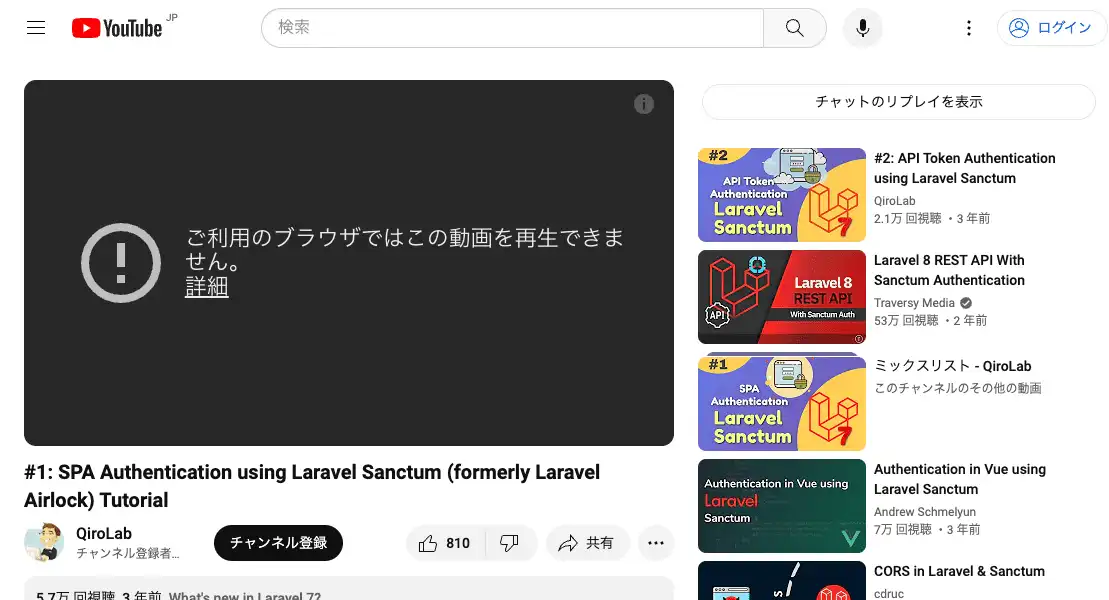 YouTube JP
検索
ログイン
ご利用のブラウザではこの動画を再生できま
せん。
詳細
チャットのリプレイを表示
#2
API Token
Authentication
Laravel
Sanctum
7
#2: API Token Authentication
using Laravel Sanctum
QiroLab
2.1万 回視聴 ・3 年前
Laravel 8
REST API
With Sanctum Auth
API
Laravel 8 REST API With
Sanctum Authentication
Traversy Media
53万 回視聴 ・2 年前
#1
SPA
Authentication
Laravel
Sanctum
7
ミックスリスト - QiroLab
このチャンネルのその他の動画
#1: SPA Authentication using Laravel Sanctum (formerly Laravel
Airlock) Tutorial
Authentication in Vue using
Laravel
Sanctum
Authentication in Vue using
Laravel Sanctum
Andrew Schmelyun
7万 回視聴 ・3 年前
QiroLab
チャンネル登録者...
チャンネル登録
810
共有
CORS in Laravel & Sanctum
cdruc
5.7万 回視聴 3 年前 What's new in Laravel 7?